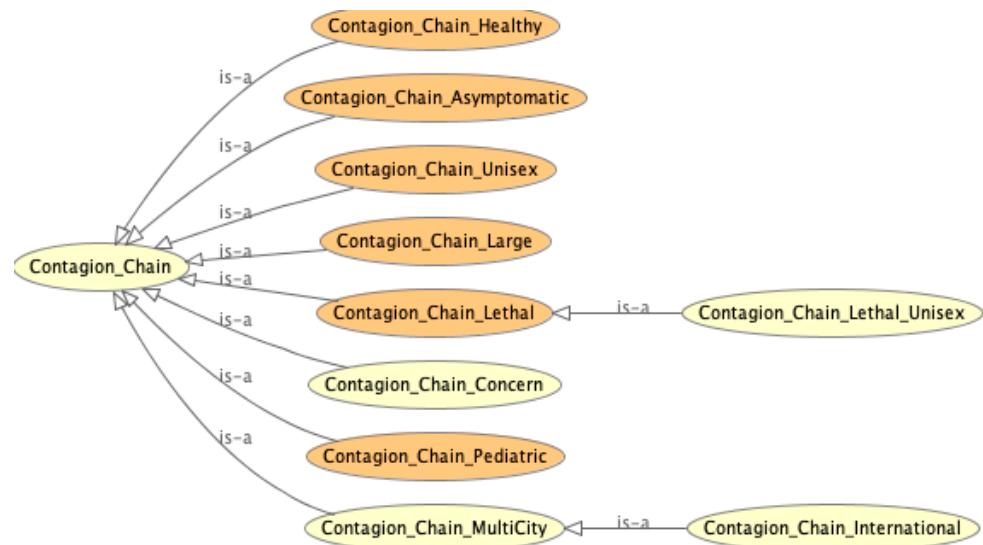 Contagion_Chain_Healthy
is-a
Contagion_Chain_Asymptomatic
is-a
Contagion_Chain_Unisex
is-a
Contagion_Chain_Large
is-a
Contagion_Chain
is-a
Contagion_Chain_Lethal
is-a
Contagion_Chain_Lethal_Unisex
is-a
Contagion_Chain_Concern
is-a
Contagion_Chain_Pediatric
is-a
Contagion_Chain_MultiCity
is-a
Contagion_Chain_International